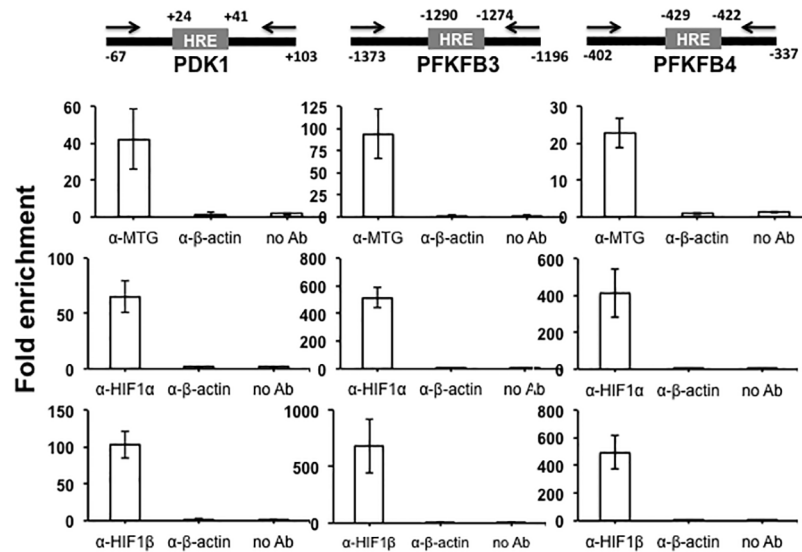 +24 +41 -1290 -1274 -429 -422
HRE HRE HRE
-67 +103 -1373 -1196 -402 -337
PDK1 PFKFB3 PFKFB4
Fold enrichment
60 125 30
100
40 75 20
50
20 25 10
0 0 0
α-MTG α-β-actin no Ab α-MTG α-β-actin no Ab α-MTG α-β-actin no Ab
100 800 600
600
50 400 400
200 200
0 0 0
α-HIF1α α-β-actin no Ab α-HIF1α α-β-actin no Ab α-HIF1α α-β-actin no Ab
150 1000 800
100 600
500 400
50 200
0 0 0
α-HIF1β α-β-actin no Ab α-HIF1β α-β-actin no Ab α-HIF1β α-β-actin no Ab